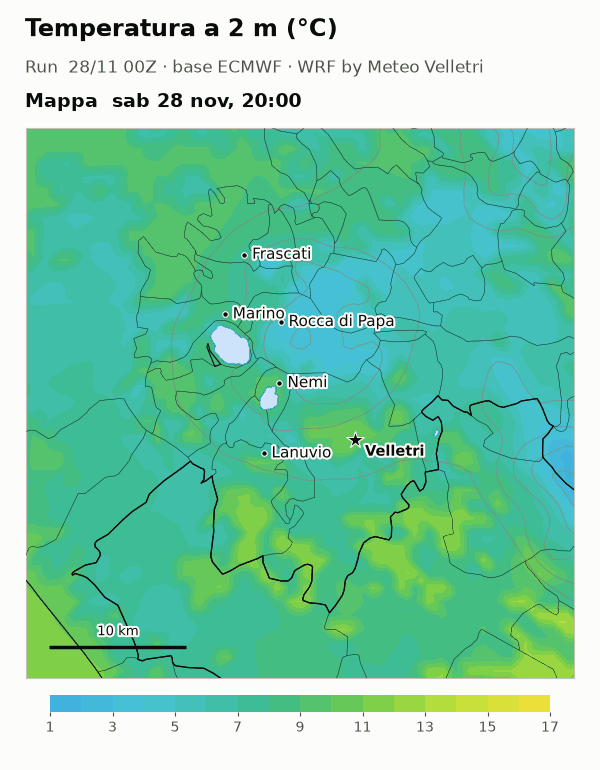 Temperatura a 2 m (°C)
Run  28/11 00Z · base ECMWF · WRF by Meteo Velletri
Mappa  sab 28 nov, 20:00
Frascati
Marino
Rocca di Papa
Nemi
Lanuvio
Velletri
10 km
1 3 5 7 9 11 13 15 17